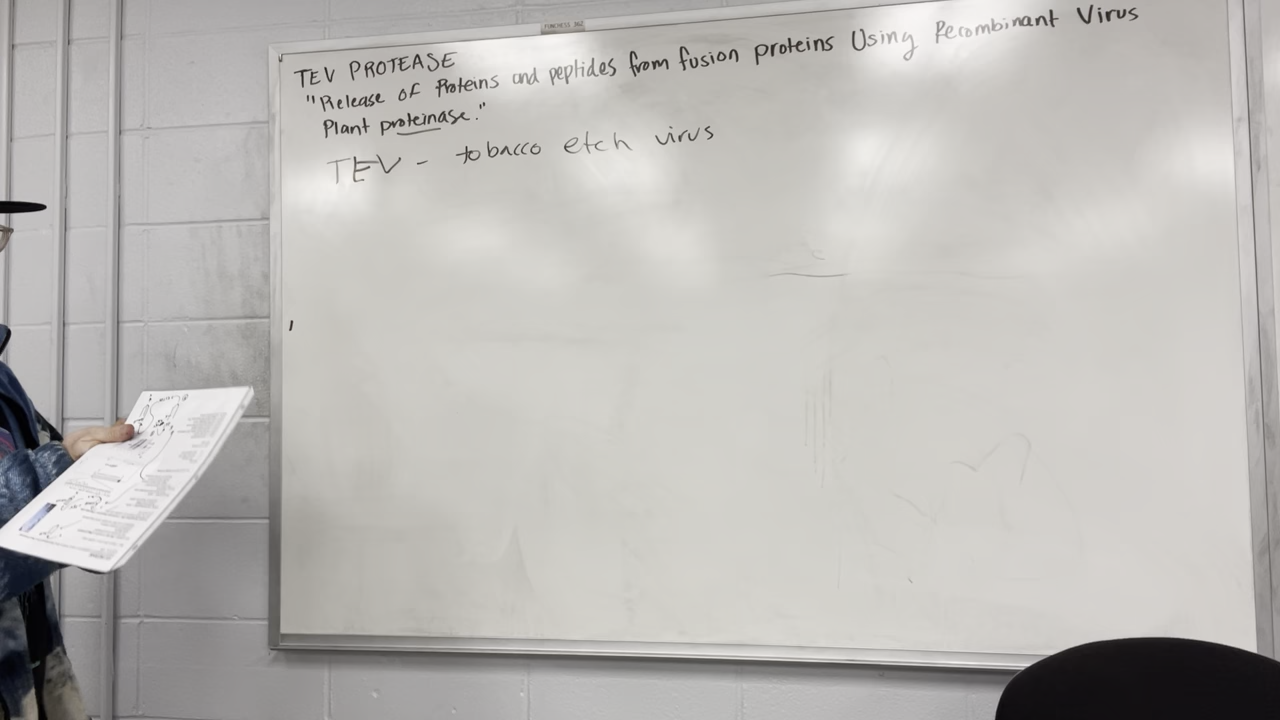 TEV PROTEASE
"Release of Proteins and peptides from fusion proteins Using Recombinant Virus
Plant proteinase."
TEV - tobacco etch virus